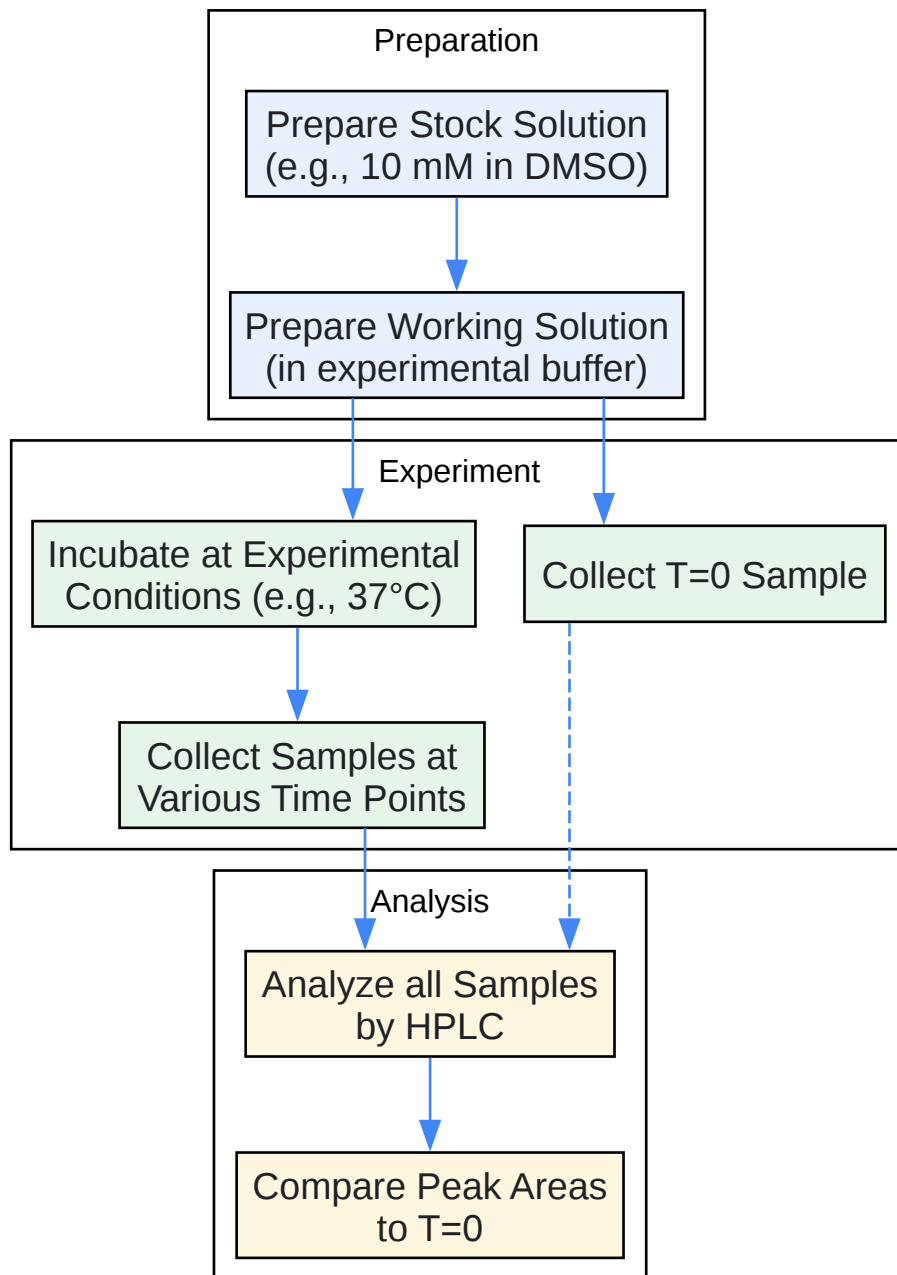 Preparation
Prepare Stock Solution
(e.g., 10 mM in DMSO)
Prepare Working Solution
(in experimental buffer)
Experiment
Incubate at Experimental
Conditions (e.g., 37°C)
Collect T=0 Sample
Collect Samples at
Various Time Points
Analysis
Analyze all Samples
by HPLC
Compare Peak Areas
to T=0